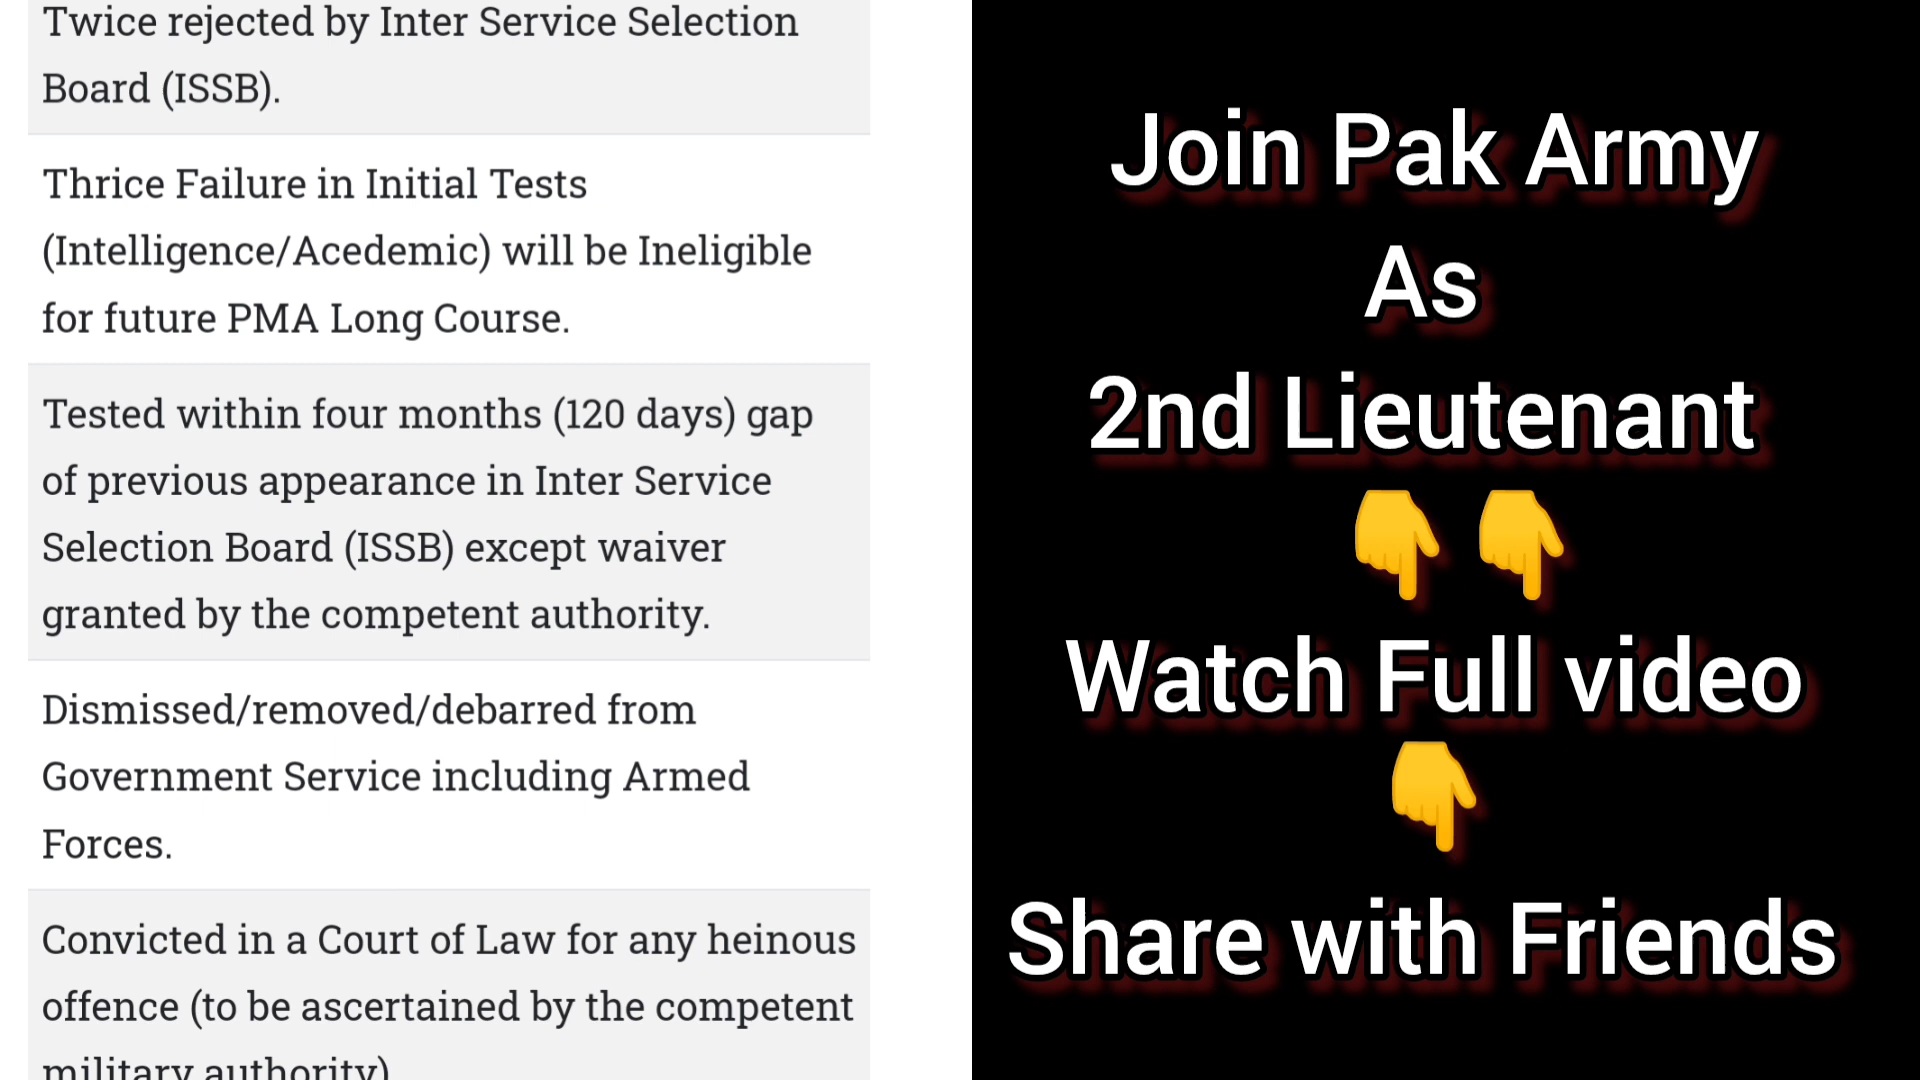 Twice rejected by Inter Service Selection
Board (ISSB).
Thrice Failure in Initial Tests
(Intelligence/Acedemic) will be Ineligible
for future PMA Long Course.
Tested within four months (120 days) gap
of previous appearance in Inter Service
Selection Board (ISSB) except waiver
granted by the competent authority.
Dismissed/removed/debarred from
Government Service including Armed
Forces.
Convicted in a Court of Law for any heinous
offence (to be ascertained by the competent
military authority)
Join Pak Army
As
2nd Lieutenant
👇 👇
Watch Full video
👇
Share with Friends